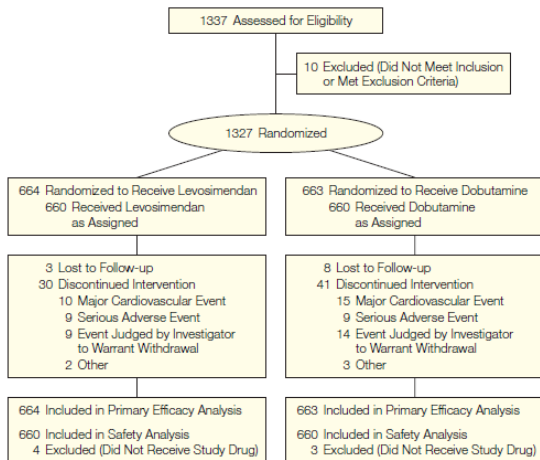 1337 Assessed for Eligibility
10 Excluded (Did Not Meet Inclusion
or Met Exclusion Criteria)
1327 Randomized
664 Randomized to Receive Levosimendan
660 Received Levosimendan
as Assigned
663 Randomized to Receive Dobutamine
660 Received Dobutamine
as Assigned
3 Lost to Follow-up
30 Discontinued Intervention
10 Major Cardiovascular Event
9 Serious Adverse Event
9 Event Judged by Investigator
to Warrant Withdrawal
2 Other
8 Lost to Follow-up
41 Discontinued Intervention
15 Major Cardiovascular Event
9 Serious Adverse Event
14 Event Judged by Investigator
to Warrant Withdrawal
3 Other
664 Included in Primary Efficacy Analysis
660 Included in Safety Analysis
4 Excluded (Did Not Receive Study Drug)
663 Included in Primary Efficacy Analysis
660 Included in Safety Analysis
3 Excluded (Did Not Receive Study Drug)